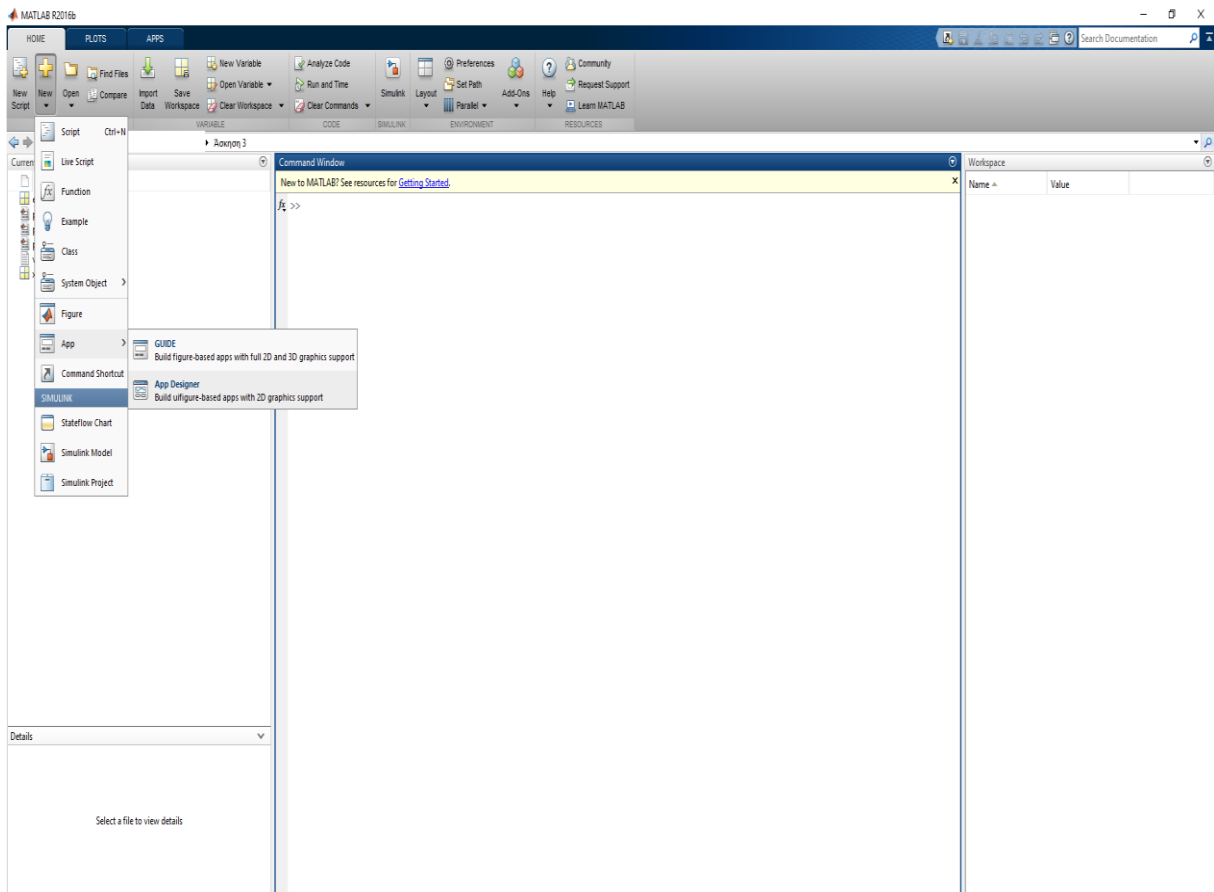 MATLAB R2016b
HOME PLOTS APPS
Search Documentation
New Script
New
Open
Find Files
Compare
Import Data
Save Workspace
New Variable
Open Variable
Clear Workspace
Analyze Code
Run and Time
Clear Commands
Simulink
Layout
Preferences
Set Path
Parallel
Add-Ons
Help
Community
Request Support
Learn MATLAB
VARIABLE CODE SIMULINK ENVIRONMENT RESOURCES
Άσκηση 3
Script Ctrl+N
Live Script
Function
Example
Class
System Object
Figure
App
Command Shortcut
SIMULINK
Stateflow Chart
Simulink Model
Simulink Project
GUIDE
Build figure-based apps with full 2D and 3D graphics support
App Designer
Build uifigure-based apps with 2D graphics support
Command Window
New to MATLAB? See resources for Getting Started.
fx >>
Workspace
Name Value
Details
Select a file to view details